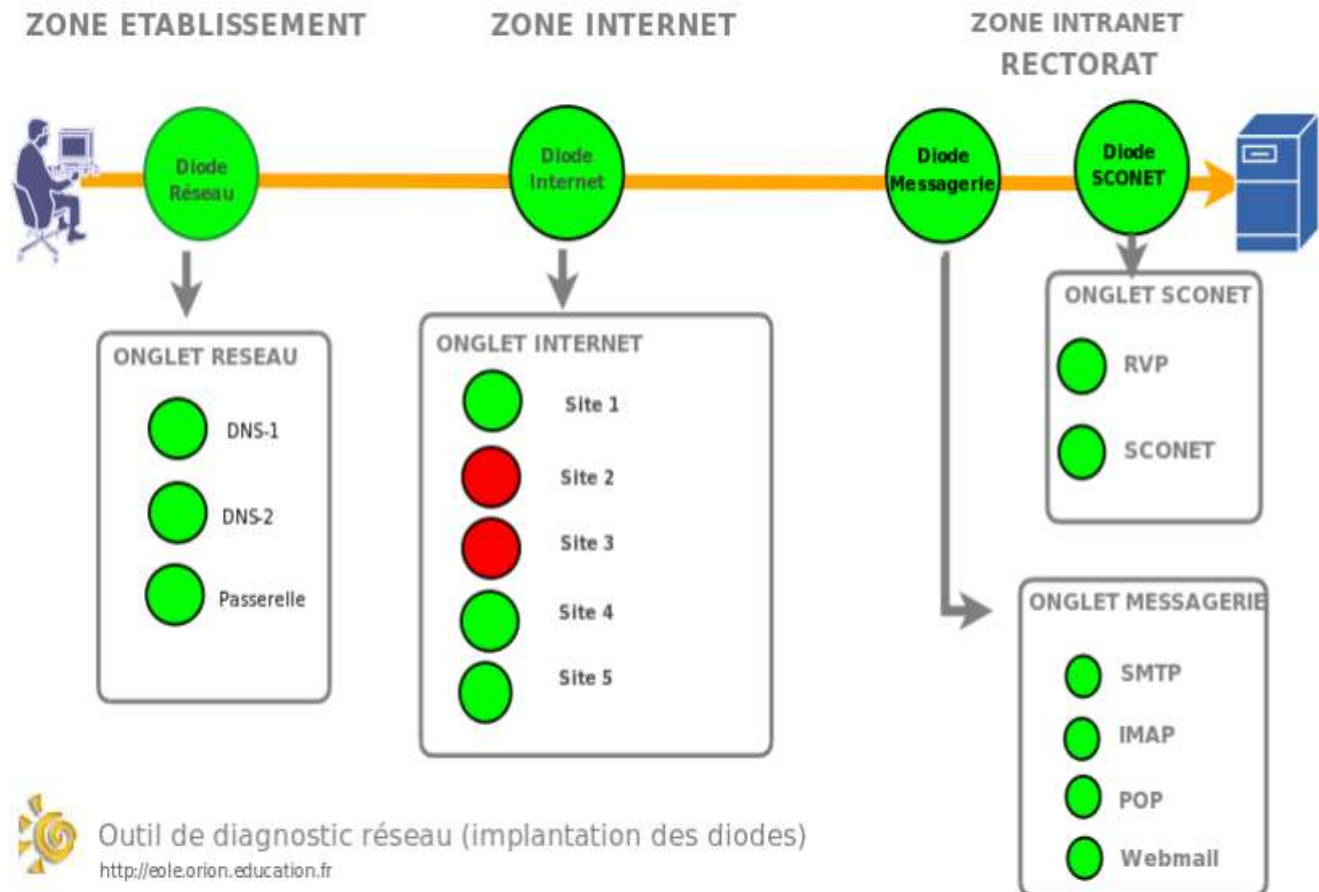 ZONE ETABLISSEMENT
ZONE INTERNET
ZONE INTRANET
RECTORAT
Diode
Réseau
Diode
Internet
Diode
Messagerie
Diode
SCONET
ONGLET RESEAU
DNS-1
DNS-2
Passerelle
ONGLET INTERNET
Site 1
Site 2
Site 3
Site 4
Site 5
ONGLET SCONET
RVP
SCONET
ONGLET MESSAGERIE
SMTP
IMAP
POP
Webmail
Outil de diagnostic réseau (implantation des diodes)
http://eole.orion.education.fr